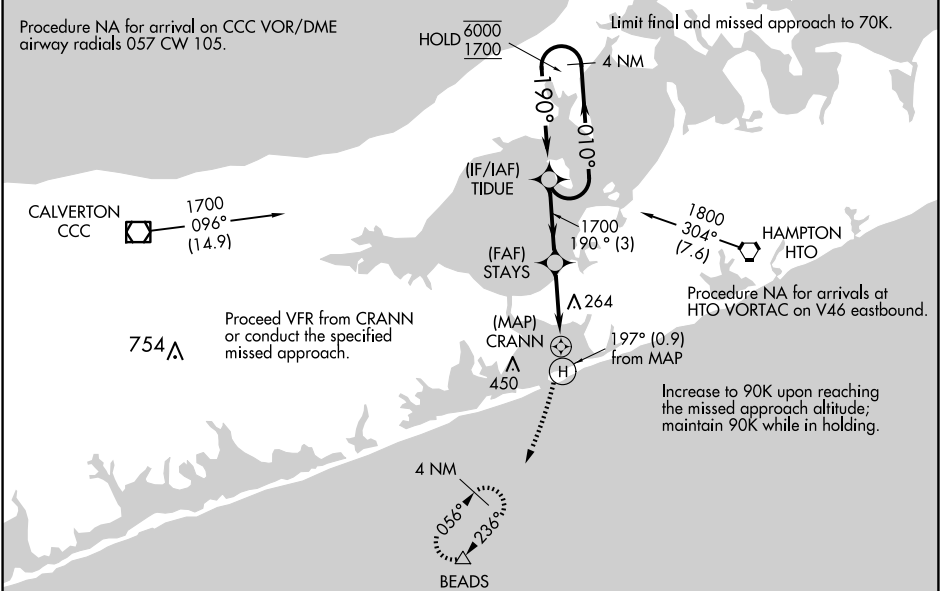 Procedure NA for arrival on CCC VOR/DME
airway radials 057 CW 105.
Limit final and missed approach to 70K.
HOLD 6000
1700
4 NM
190°
010°
(IF/IAF)
TIDUE
CALVERTON
CCC
1700
096°
(14.9)
1800
304°
(7.6)
HAMPTON
HTO
1700
190° (3)
(FAF)
STAYS
264
Procedure NA for arrivals at
HTO VORTAC on V46 eastbound.
Proceed VFR from CRANN
or conduct the specified
missed approach.
754
(MAP)
CRANN
197° (0.9)
from MAP
H
450
Increase to 90K upon reaching
the missed approach altitude;
maintain 90K while in holding.
4 NM
056°
236°
BEADS